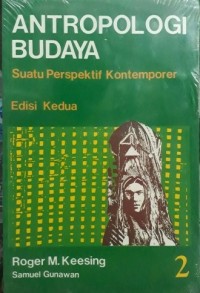 ANTROPOLOGI
BUDAYA
Suatu Perspektif Kontemporer
Edisi Kedua
Roger M. Keesing
Samuel Gunawan
2